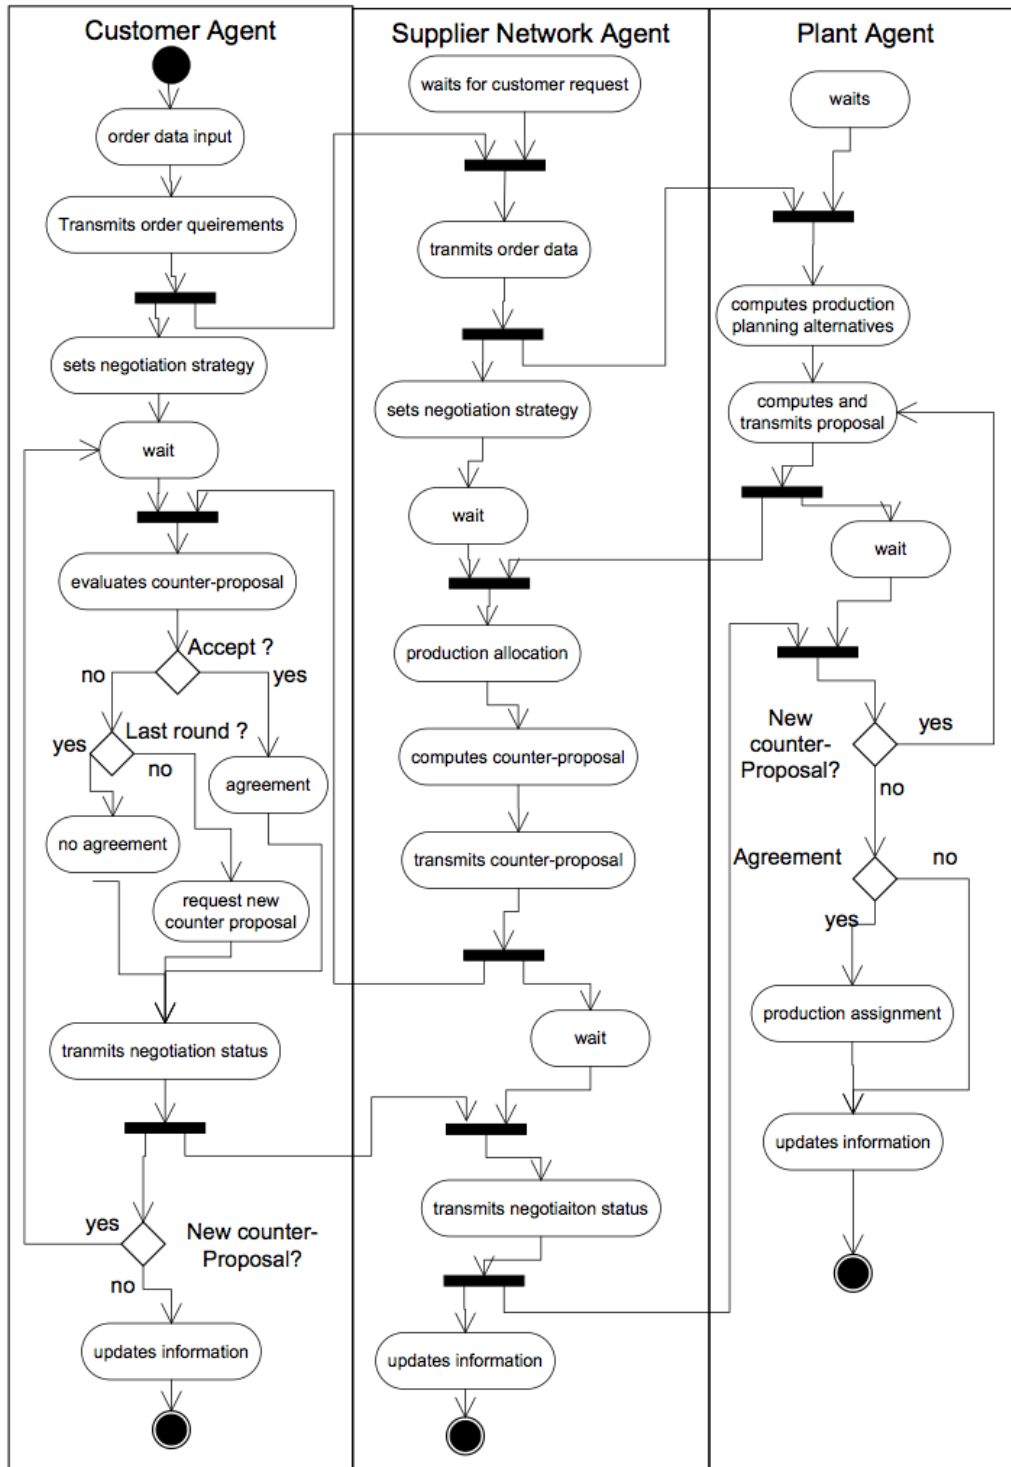 Customer Agent
order data input
Transmits order queirements
sets negotiation strategy
wait
evaluates counter-proposal
Accept ?
no
yes
Last round ?
yes
no
agreement
no agreement
request new
counter proposal
tranmits negotiation status
yes
New counter-
Proposal?
no
updates information
Supplier Network Agent
waits for customer request
tranmits order data
sets negotiation strategy
wait
production allocation
computes counter-proposal
transmits counter-proposal
wait
transmits negotiaiton status
updates information
Plant Agent
waits
computes production
planning alternatives
computes and
transmits proposal
wait
New
counter-
Proposal?
yes
no
Agreement
no
yes
production assignment
updates information